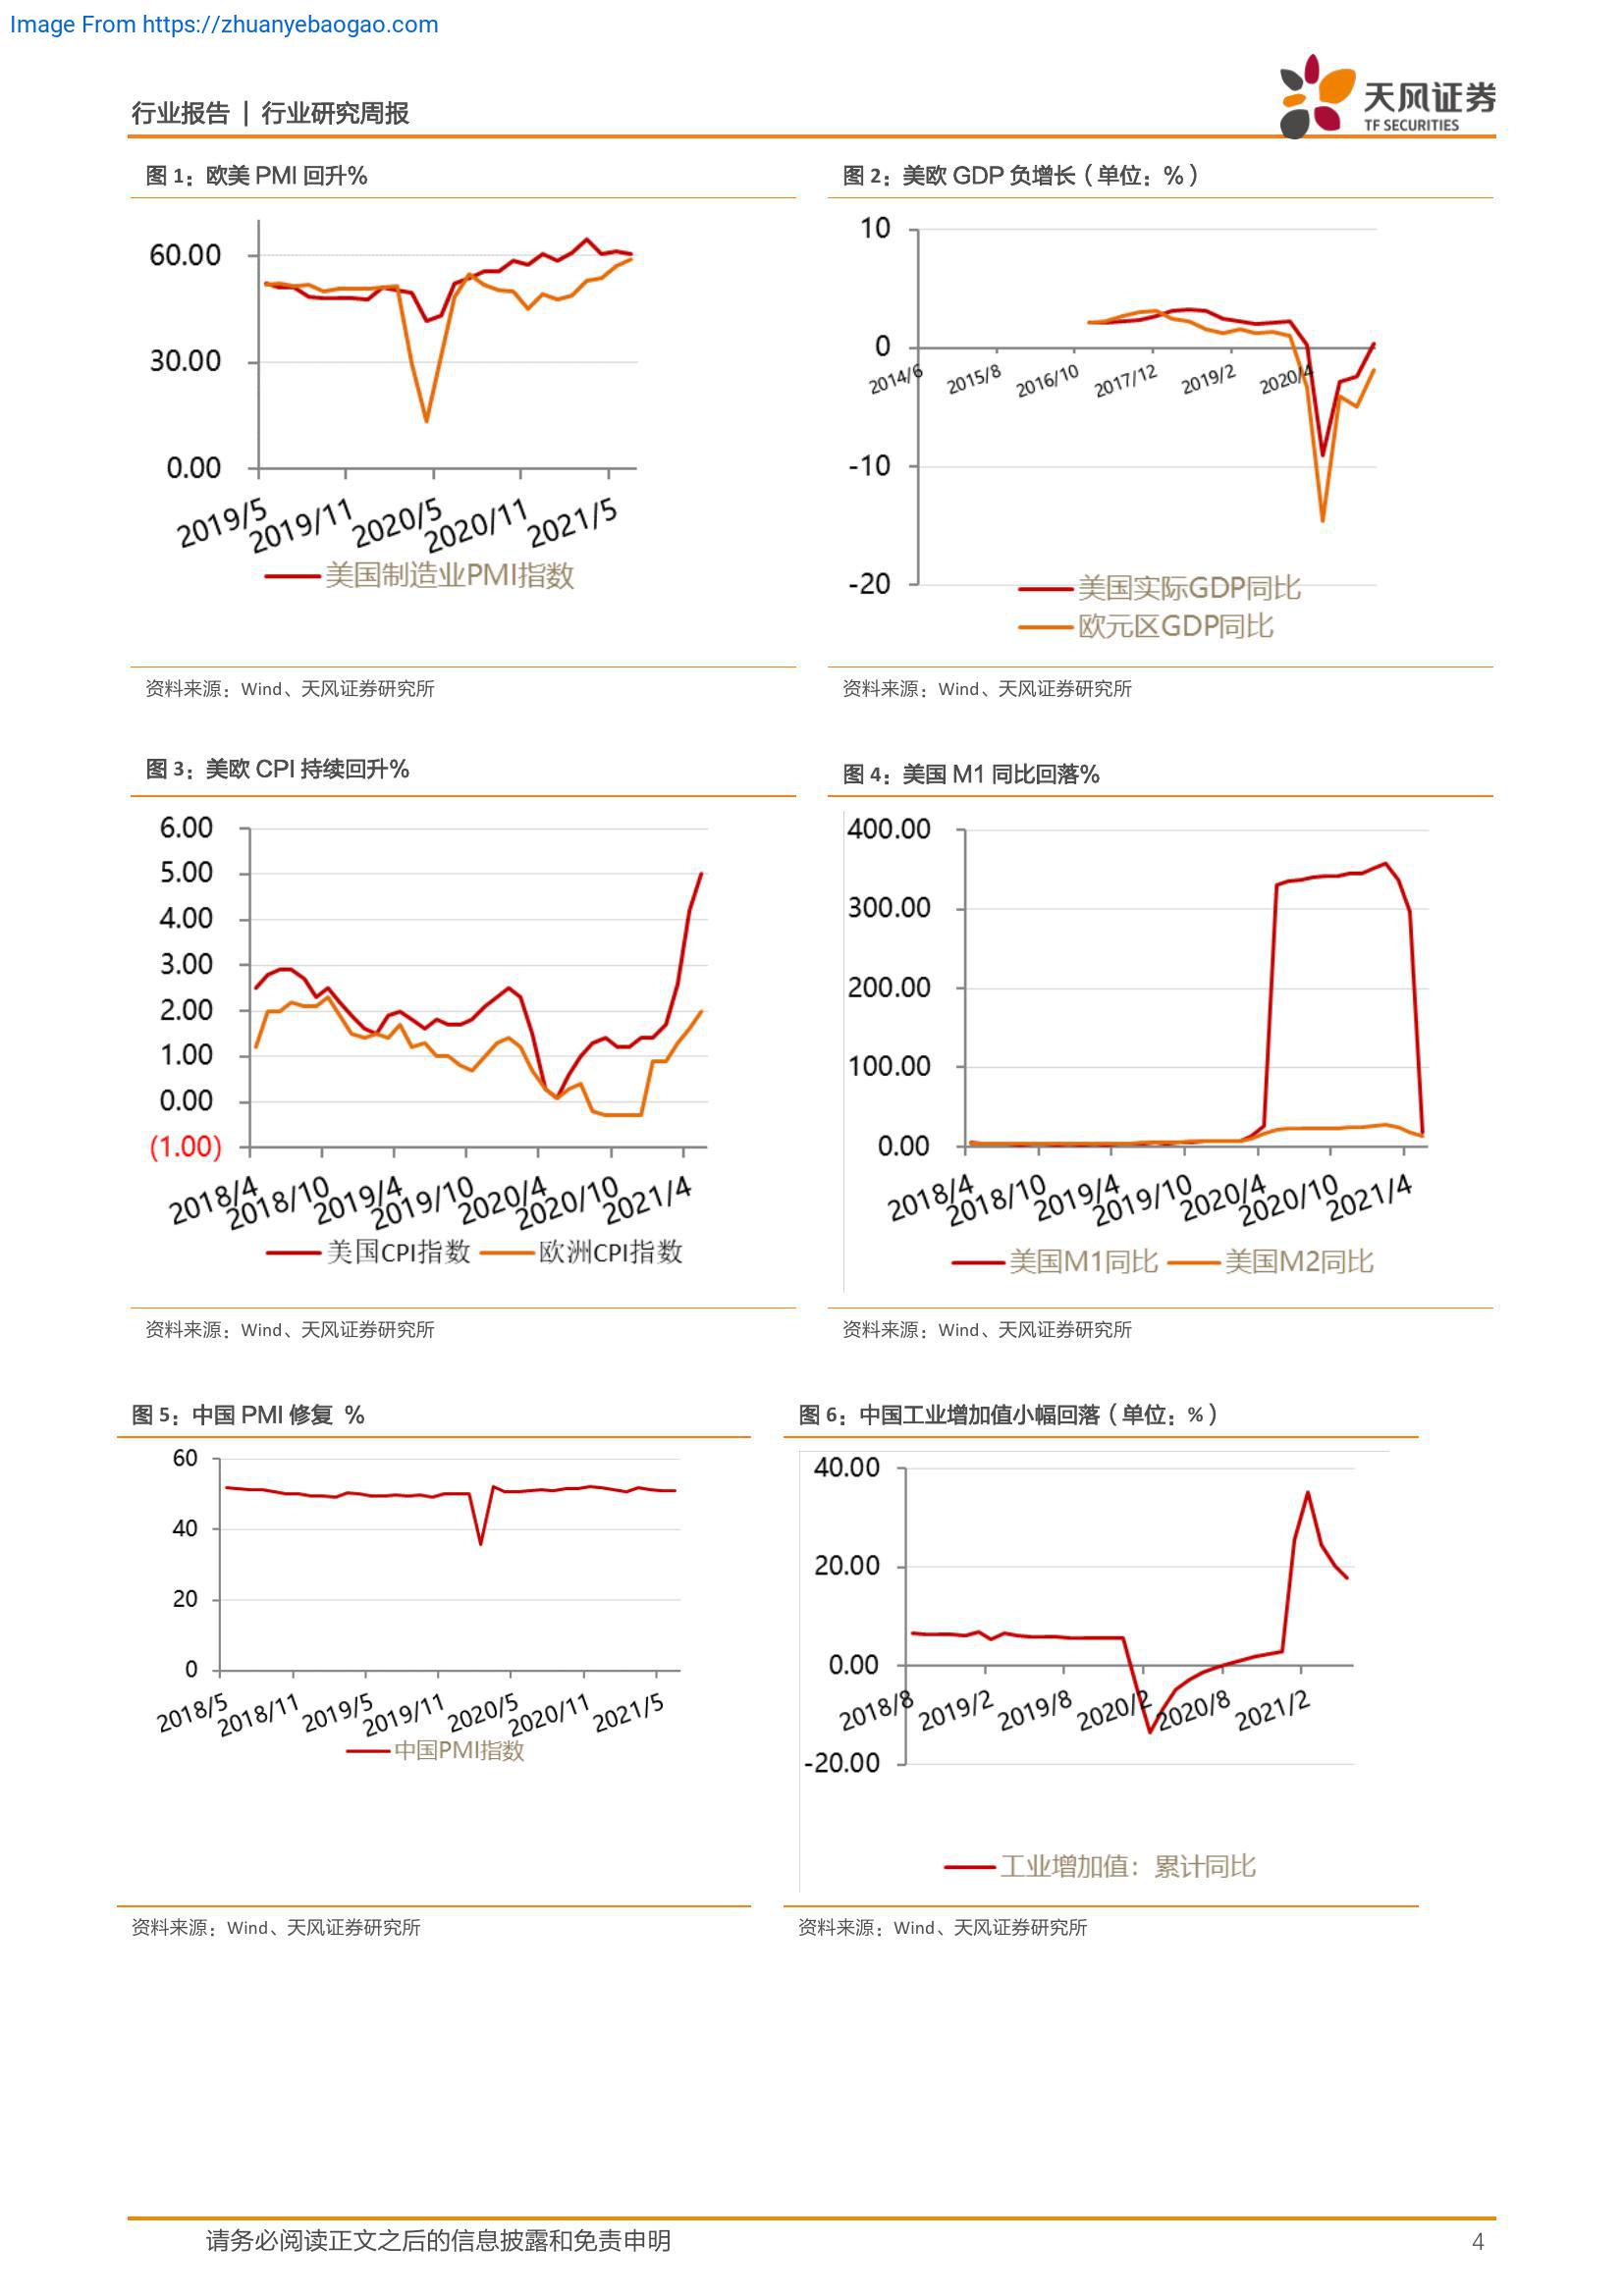 Image From https://zhuanyebaogao.com
行业报告 | 行业研究周报
天风证券
TF SECURITIES
图 1：欧美 PMI 回升%
60.00
30.00
0.00
2019/5
2019/11
2020/5
2020/11
2021/5
美国制造业PMI指数
资料来源：Wind、天风证券研究所
图 2：美欧 GDP 负增长（单位：%）
10
0
-10
-20
2014/6
2015/8
2016/10
2017/12
2019/2
2020/4
美国实际GDP同比
欧元区GDP同比
资料来源：Wind、天风证券研究所
图 3：美欧 CPI 持续回升%
6.00
5.00
4.00
3.00
2.00
1.00
0.00
(1.00)
2018/4
2018/10
2019/4
2019/10
2020/4
2020/10
2021/4
美国CPI指数 欧洲CPI指数
资料来源：Wind、天风证券研究所
图 4：美国 M1 同比回落%
400.00
300.00
200.00
100.00
0.00
2018/4
2018/10
2019/4
2019/10
2020/4
2020/10
2021/4
美国M1同比 美国M2同比
资料来源：Wind、天风证券研究所
图 5：中国 PMI 修复 %
60
40
20
0
2018/5
2018/11
2019/5
2019/11
2020/5
2020/11
2021/5
中国PMI指数
资料来源：Wind、天风证券研究所
图 6：中国工业增加值小幅回落（单位：%）
40.00
20.00
0.00
-20.00
2018/8
2019/2
2019/8
2020/2
2020/8
2021/2
工业增加值：累计同比
资料来源：Wind、天风证券研究所
请务必阅读正文之后的信息披露和免责申明
4